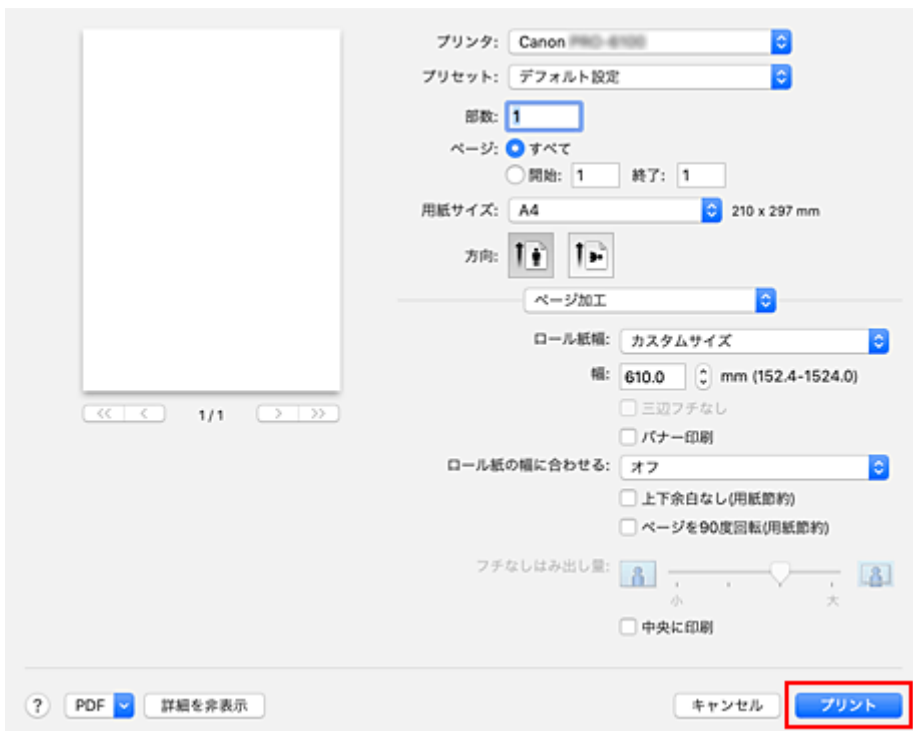 プリンタ: Canon
プリセット: デフォルト設定
部数: 1
ページ: すべて
開始: 1 終了: 1
用紙サイズ: A4 210 x 297 mm
方向:
ページ加工
ロール紙幅: カスタムサイズ
幅: 610.0 mm (152.4-1524.0)
三辺フチなし
バナー印刷
ロール紙の幅に合わせる: オフ
上下余白なし(用紙節約)
ページを90度回転(用紙節約)
フチなしはみ出し量:
小 大
中央に印刷
<< < 1/1 > >>
? PDF 詳細を非表示 キャンセル プリント